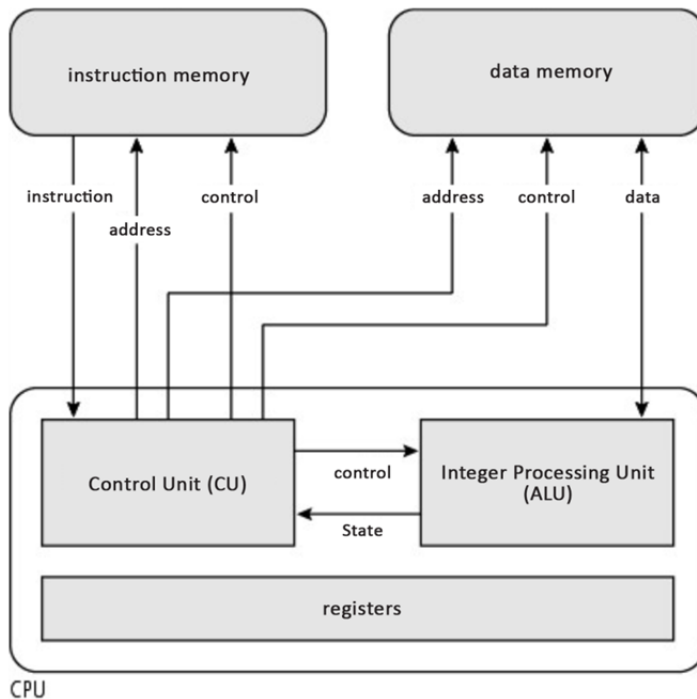 instruction memory
data memory
instruction
address
control
address
control
data
Control Unit (CU)
control
State
Integer Processing Unit
(ALU)
registers
CPU